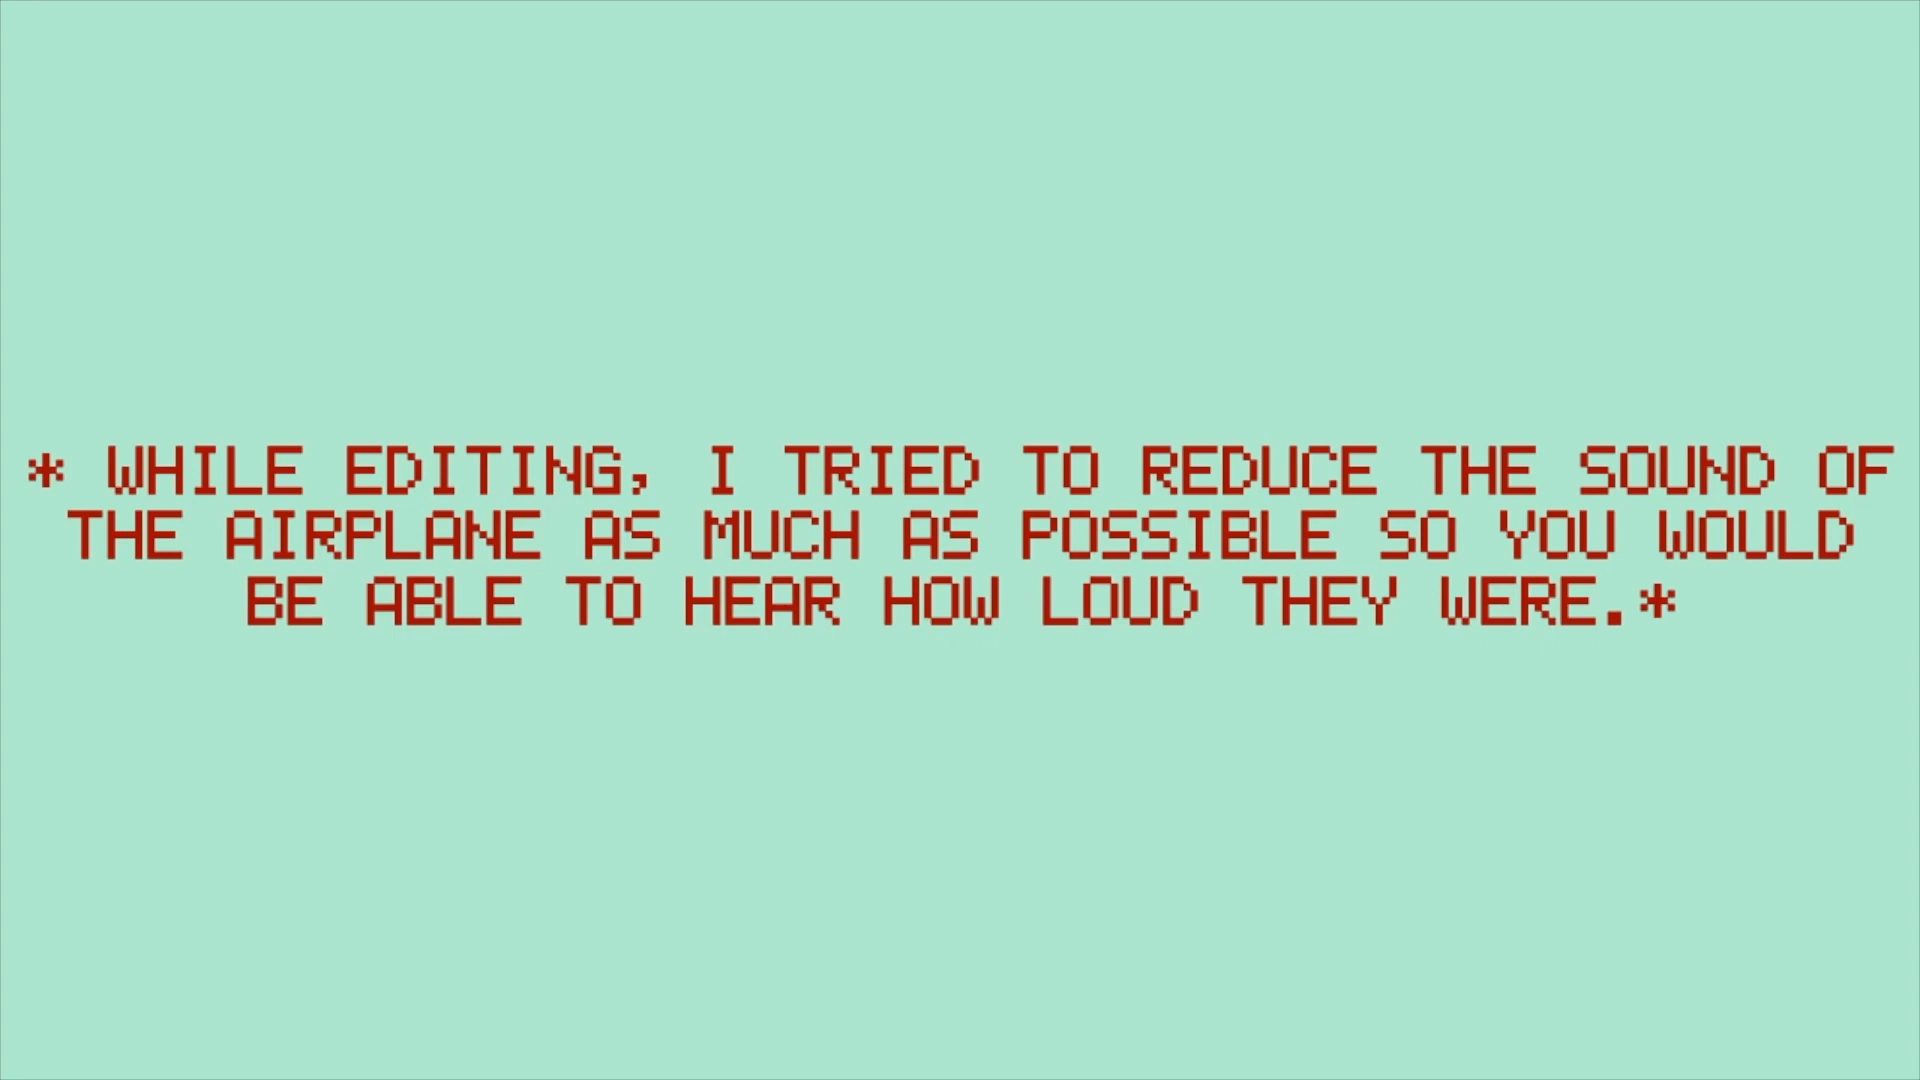 * WHILE EDITING, I TRIED TO REDUCE THE SOUND OF
THE AIRPLANE AS MUCH AS POSSIBLE SO YOU WOULD
BE ABLE TO HEAR HOW LOUD THEY WERE.*